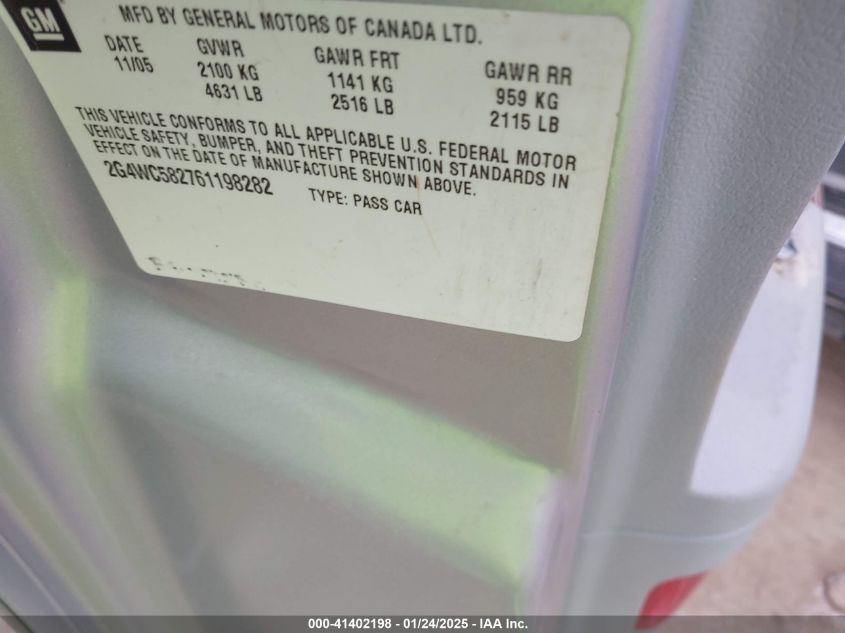 GM
MFD BY GENERAL MOTORS OF CANADA LTD.
DATE GVWR GAWR FRT GAWR RR
11/05 2100 KG 1141 KG 959 KG
4631 LB 2516 LB 2115 LB
THIS VEHICLE CONFORMS TO ALL APPLICABLE U.S. FEDERAL MOTOR
VEHICLE SAFETY, BUMPER, AND THEFT PREVENTION STANDARDS IN
EFFECT ON THE DATE OF MANUFACTURE SHOWN ABOVE.
2G4WC582761198282 TYPE: PASS CAR
000-41402198 - 01/24/2025 - IAA Inc.